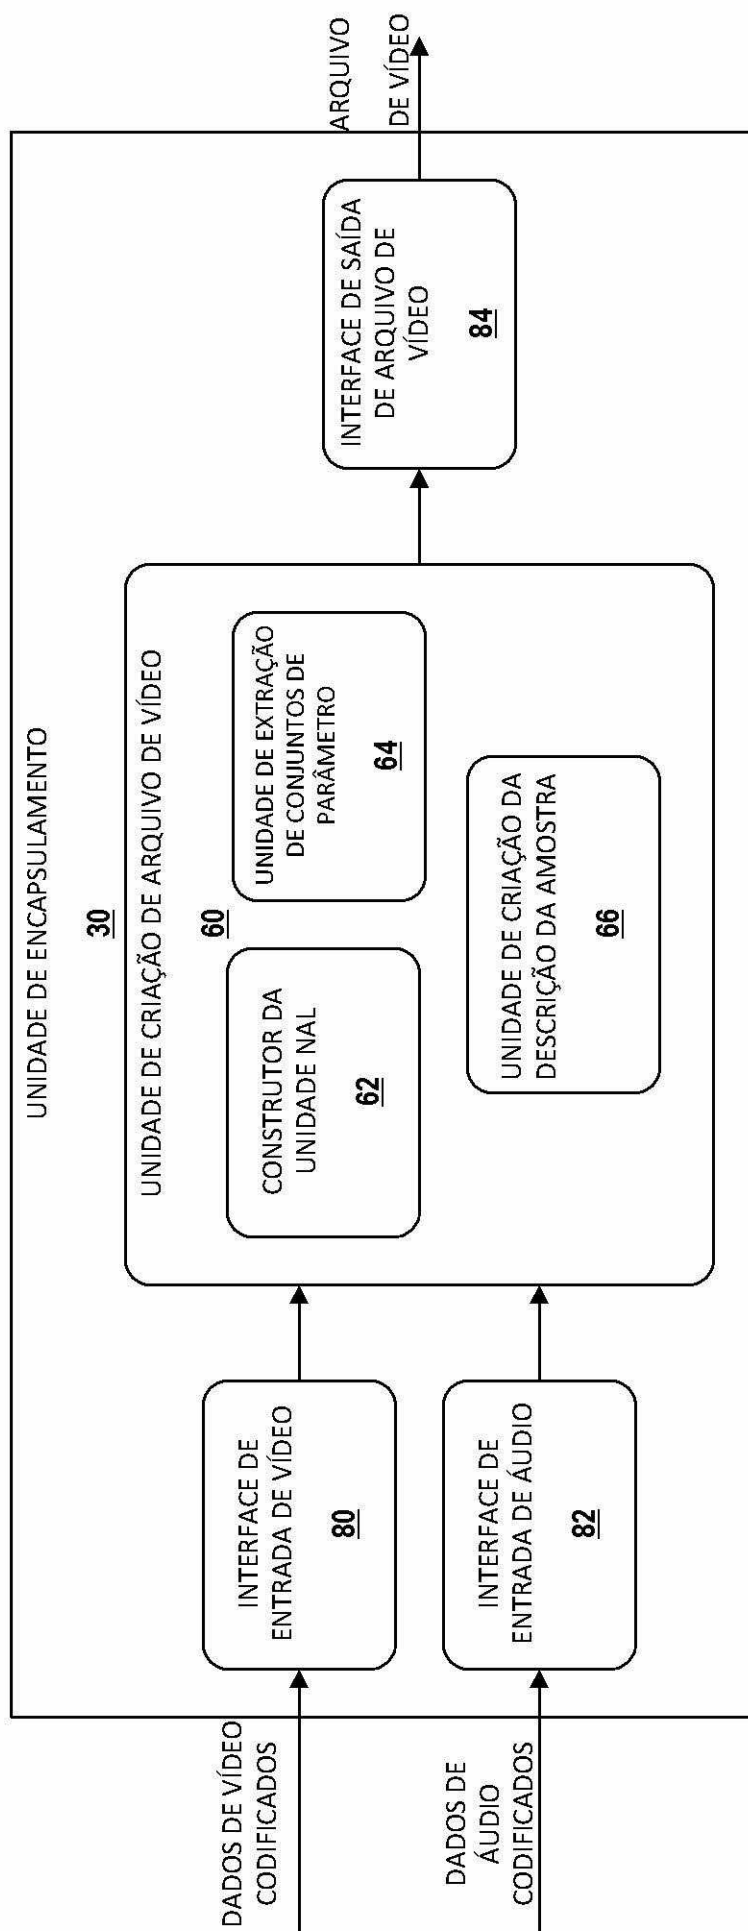 UNIDADE DE ENCAPSULAMENTO
30
DADOS DE VÍDEO
CODIFICADOS
INTERFACE DE
ENTRADA DE VÍDEO
80
DADOS DE
ÁUDIO
CODIFICADOS
INTERFACE DE
ENTRADA DE ÁUDIO
82
UNIDADE DE CRIAÇÃO DE ARQUIVO DE VÍDEO
60
CONSTRUTOR DA
UNIDADE NAL
62
UNIDADE DE EXTRAÇÃO
DE CONJUNTOS DE
PARÂMETRO
64
UNIDADE DE CRIAÇÃO DA
DESCRIÇÃO DA AMOSTRA
66
INTERFACE DE SAÍDA
DE ARQUIVO DE
VÍDEO
84
ARQUIVO
DE VÍDEO